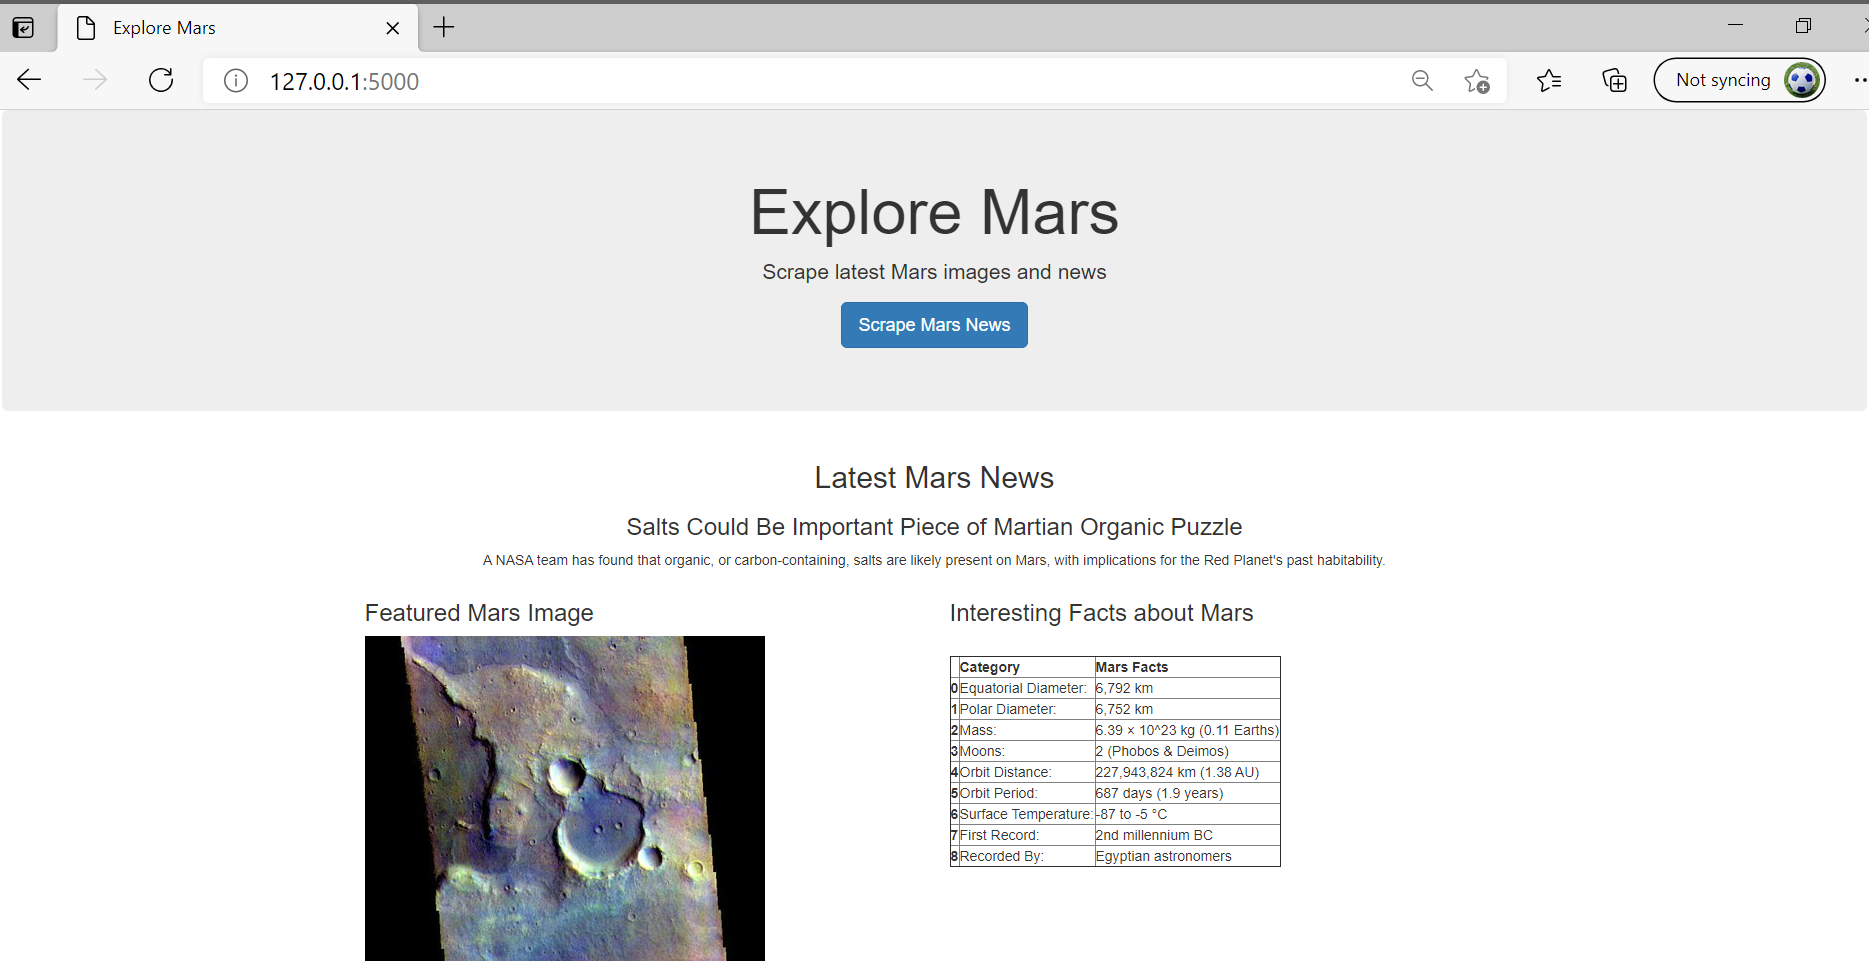 Explore Mars
127.0.0.1:5000
Not syncing
Explore Mars
Scrape latest Mars images and news
Scrape Mars News
Latest Mars News
Salts Could Be Important Piece of Martian Organic Puzzle
A NASA team has found that organic, or carbon-containing, salts are likely present on Mars, with implications for the Red Planet's past habitability.
Featured Mars Image
Interesting Facts about Mars
Category Mars Facts
0 Equatorial Diameter: 6,792 km
1 Polar Diameter: 6,752 km
2 Mass: 6.39 × 10^23 kg (0.11 Earths)
3 Moons: 2 (Phobos & Deimos)
4 Orbit Distance: 227,943,824 km (1.38 AU)
5 Orbit Period: 687 days (1.9 years)
6 Surface Temperature: -87 to -5 °C
7 First Record: 2nd millennium BC
8 Recorded By: Egyptian astronomers